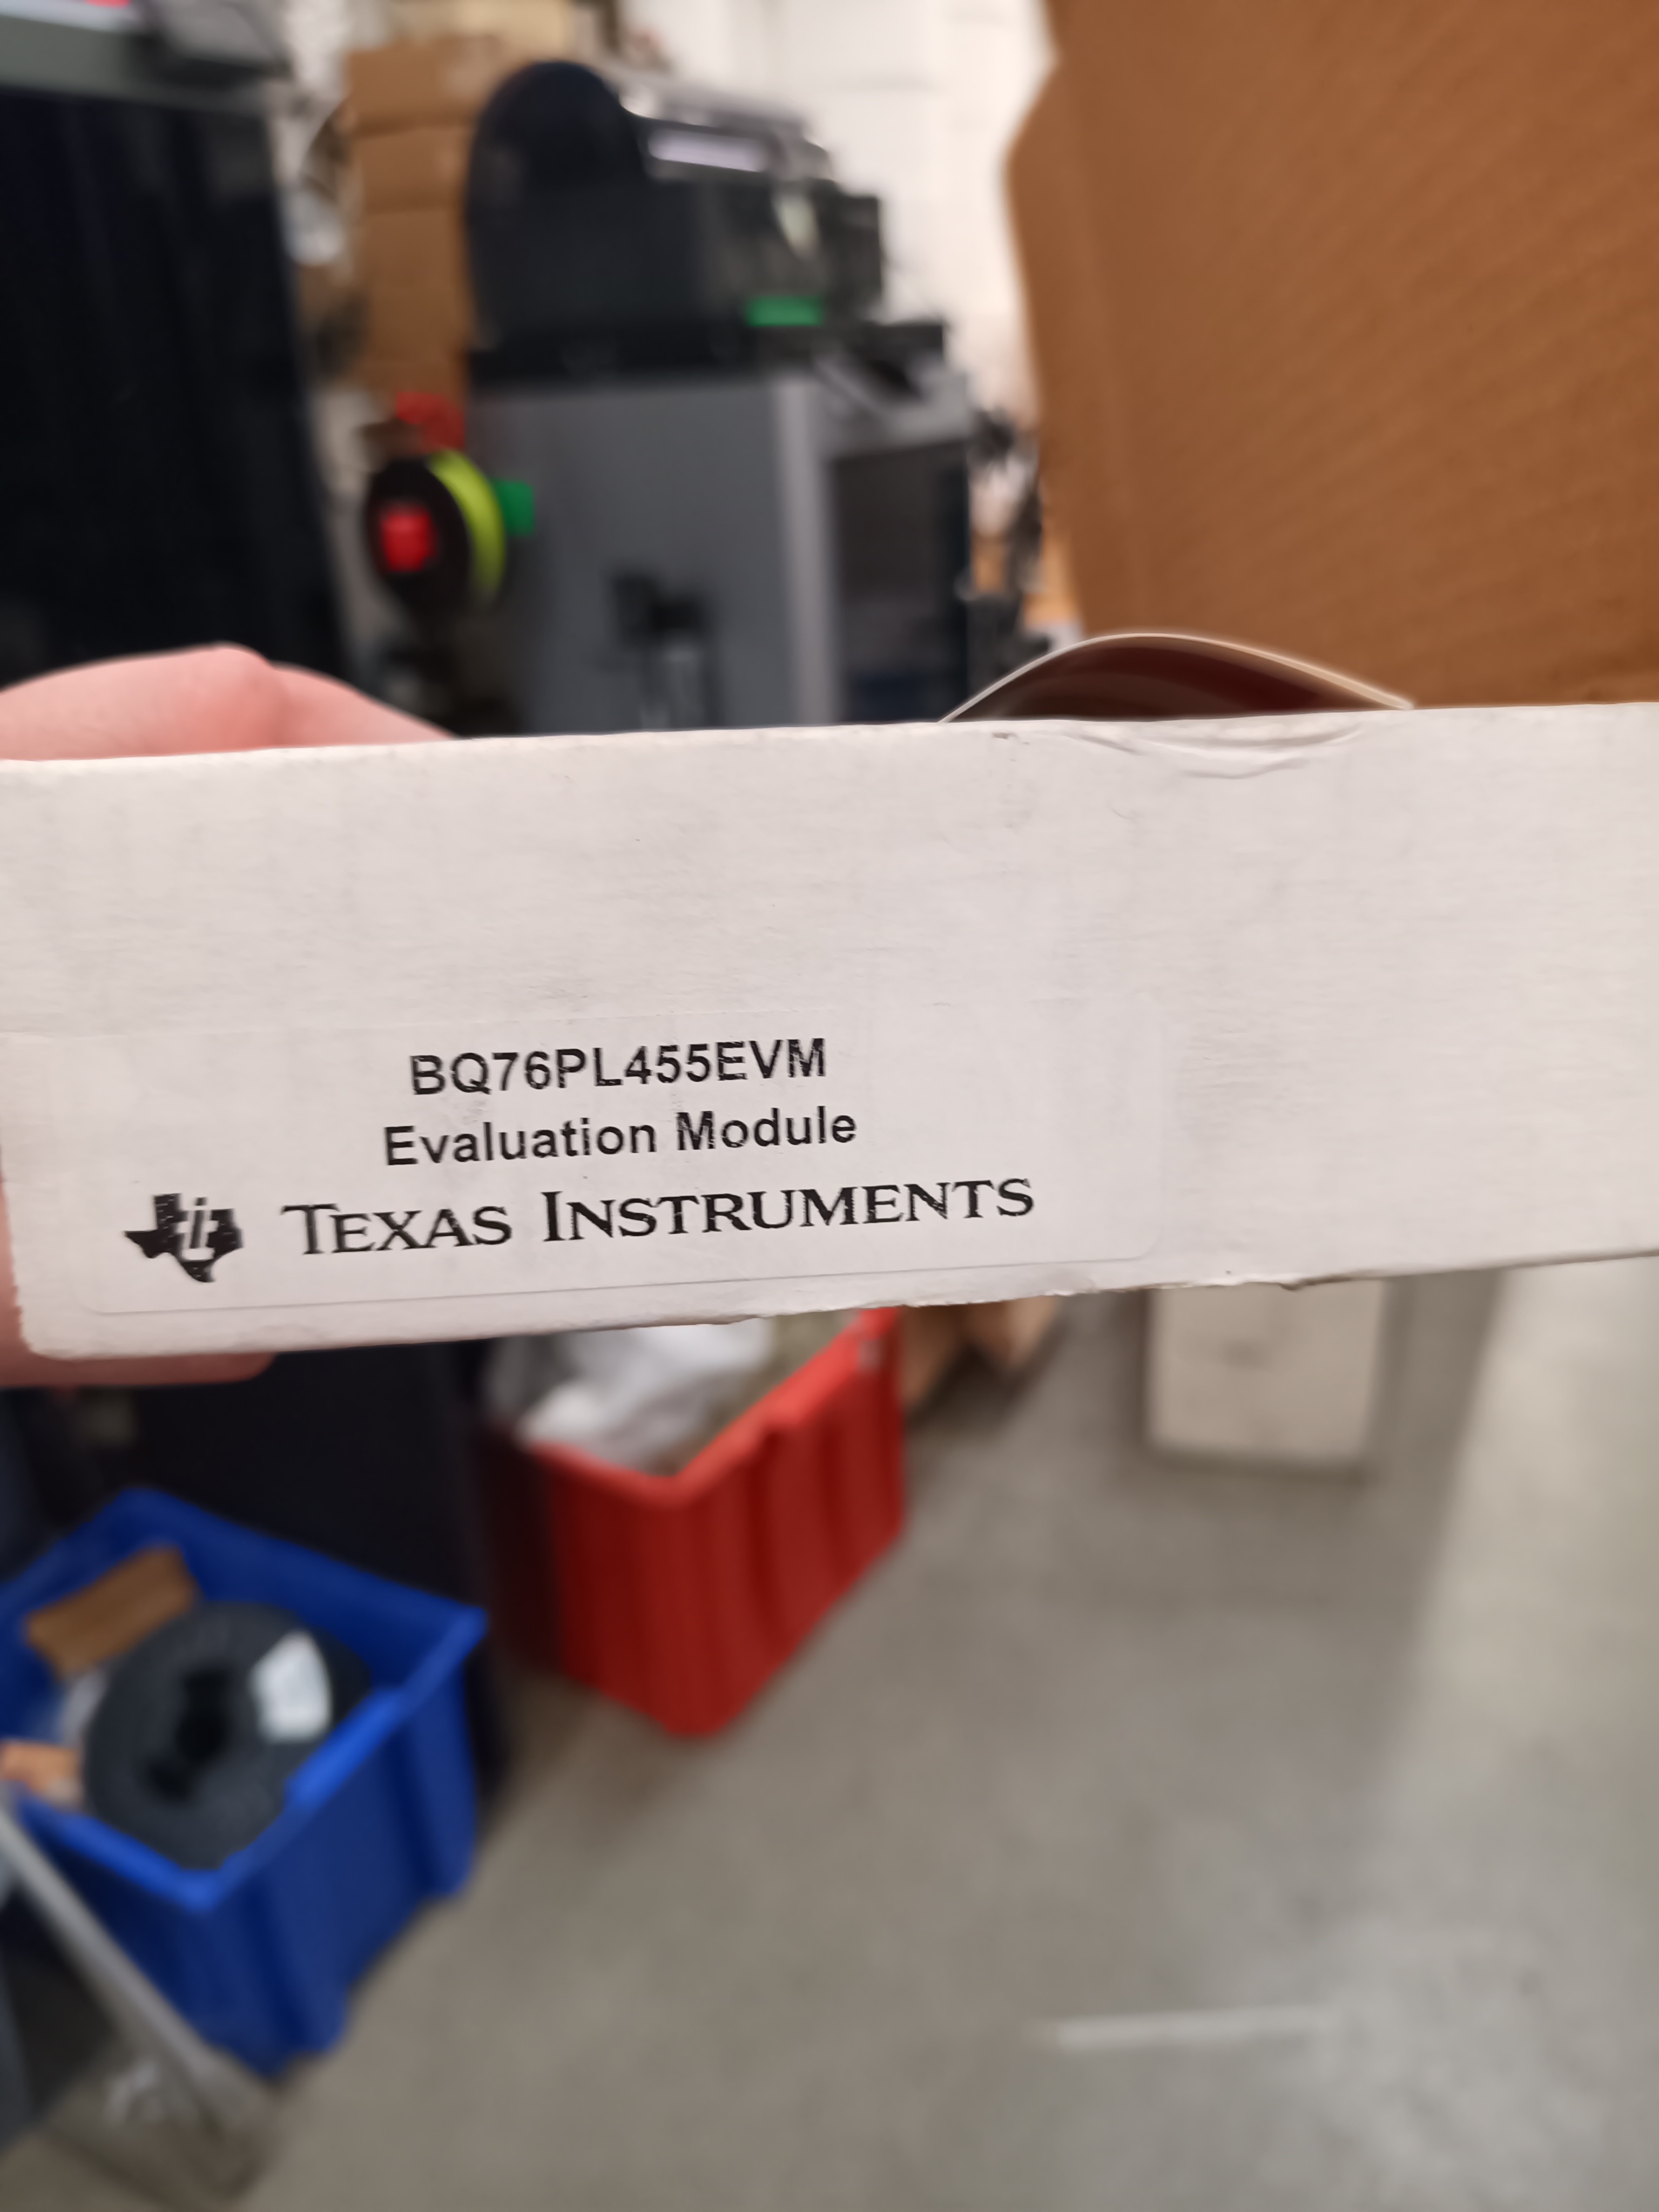 BQ76PL455EVM
Evaluation Module
TEXAS INSTRUMENTS